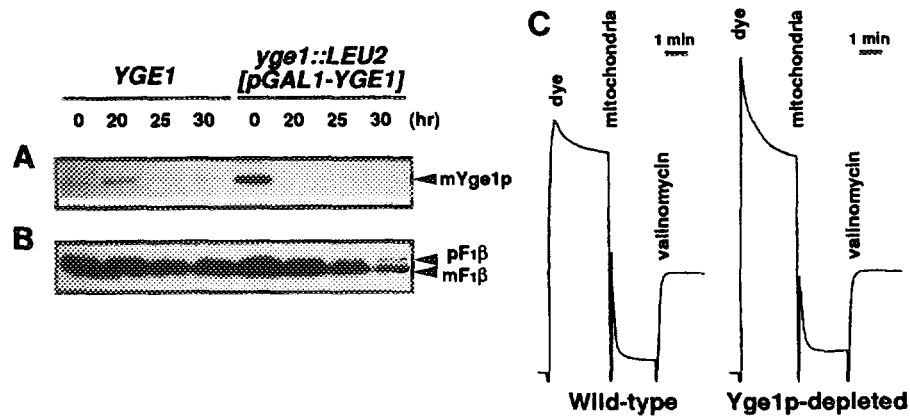 YGE1
yge1::LEU2
[pGAL1-YGE1]
0 20 25 30 0 20 25 30 (hr)
A
mYge1p
B
pF₁β
mF₁β
C
dye
mitochondria
valinomycin
1 min
Wild-type
dye
mitochondria
valinomycin
1 min
Yge1p-depleted